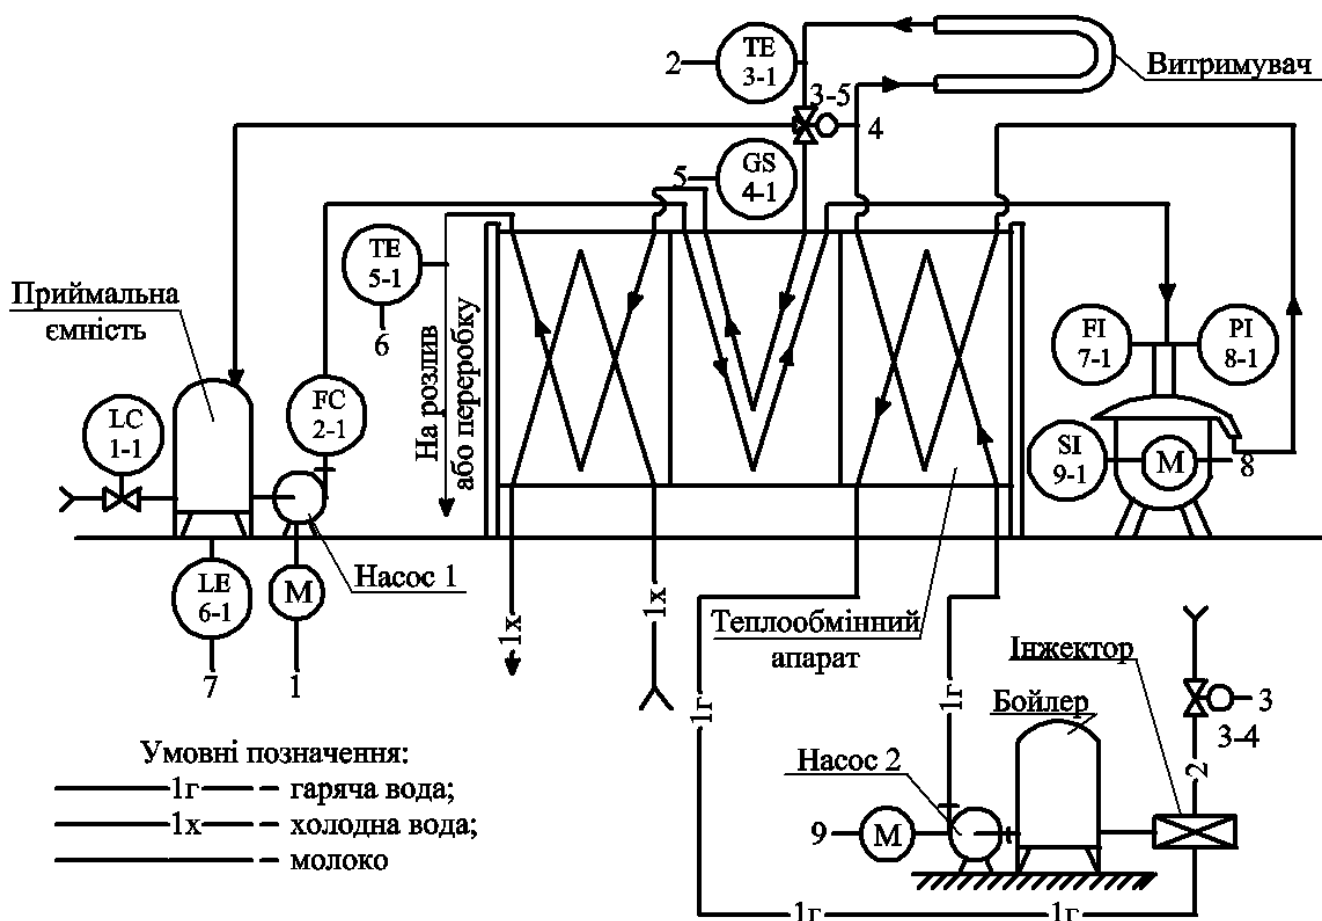 2
TE
3-1
3-5
4
Витримувач
5
GS
4-1
TE
5-1
6
Приймальна
ємність
На розлив
або переробку
FI
7-1
PI
8-1
LC
1-1
FC
2-1
SI
9-1
M
8
LE
6-1
M
Насос 1
7
1
1х
1х
Теплообмінний
апарат
Інжектор
1г
1г
Бойлер
3
3-4
2
Насос 2
9
M
1г
1г
Умовні позначення:
1г – гаряча вода;
1х – холодна вода;
– молоко